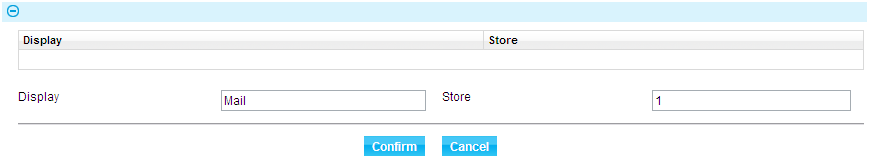 Display Store
Display Mail Store 1
Confirm Cancel